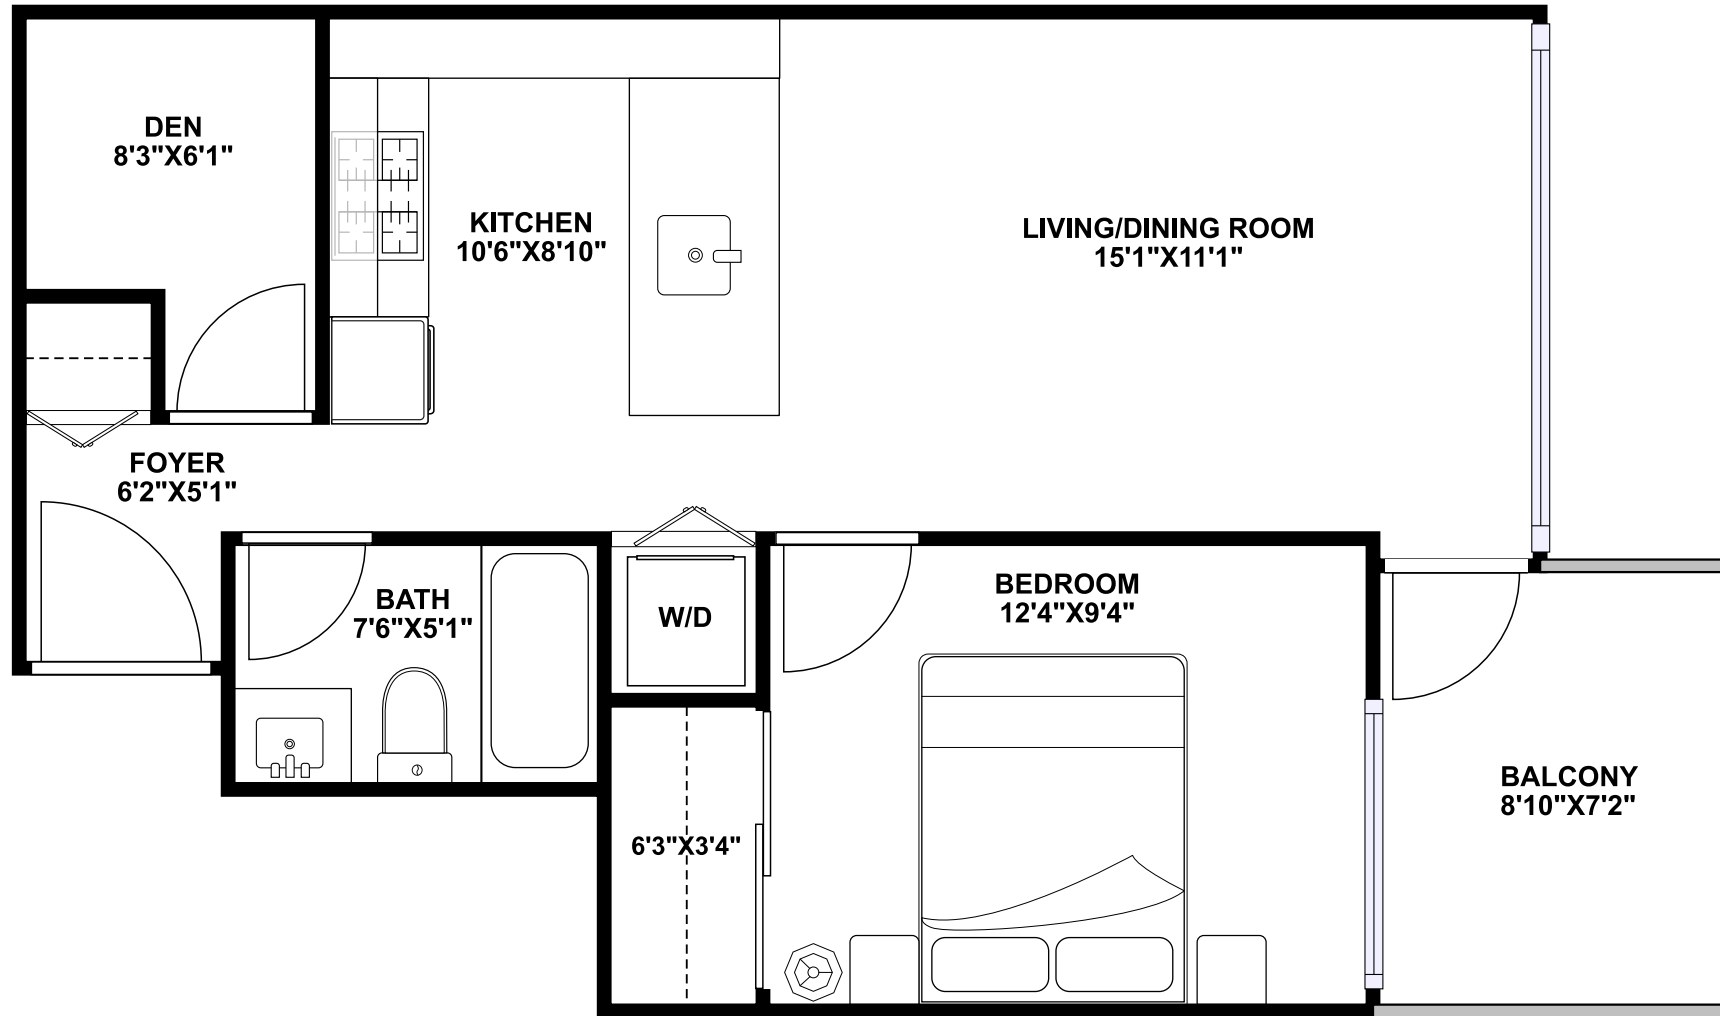 DEN
8'3"X6'1"
KITCHEN
10'6"X8'10"
LIVING/DINING ROOM
15'1"X11'1"
FOYER
6'2"X5'1"
BATH
7'6"X5'1"
W/D
BEDROOM
12'4"X9'4"
BALCONY
8'10"X7'2"
6'3"X3'4"